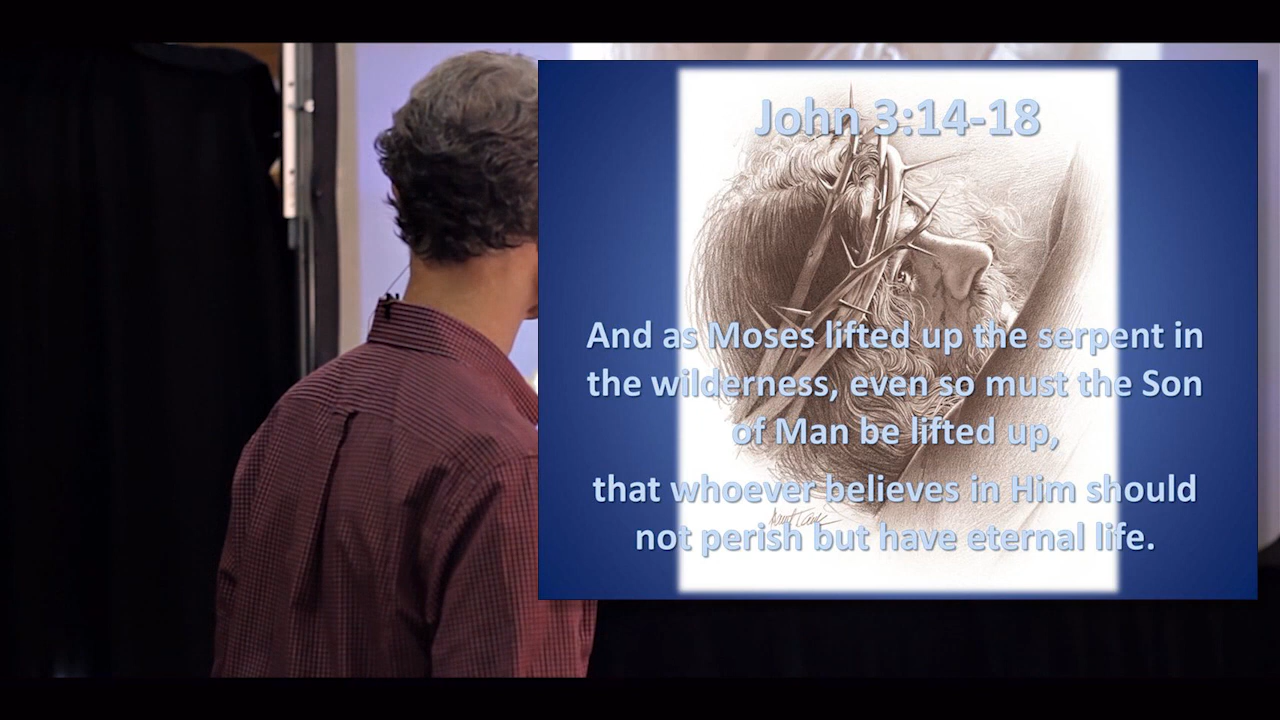 John 3:14-18
And as Moses lifted up the serpent in
the wilderness, even so must the Son
of Man be lifted up,
that whoever believes in Him should
not perish but have eternal life.